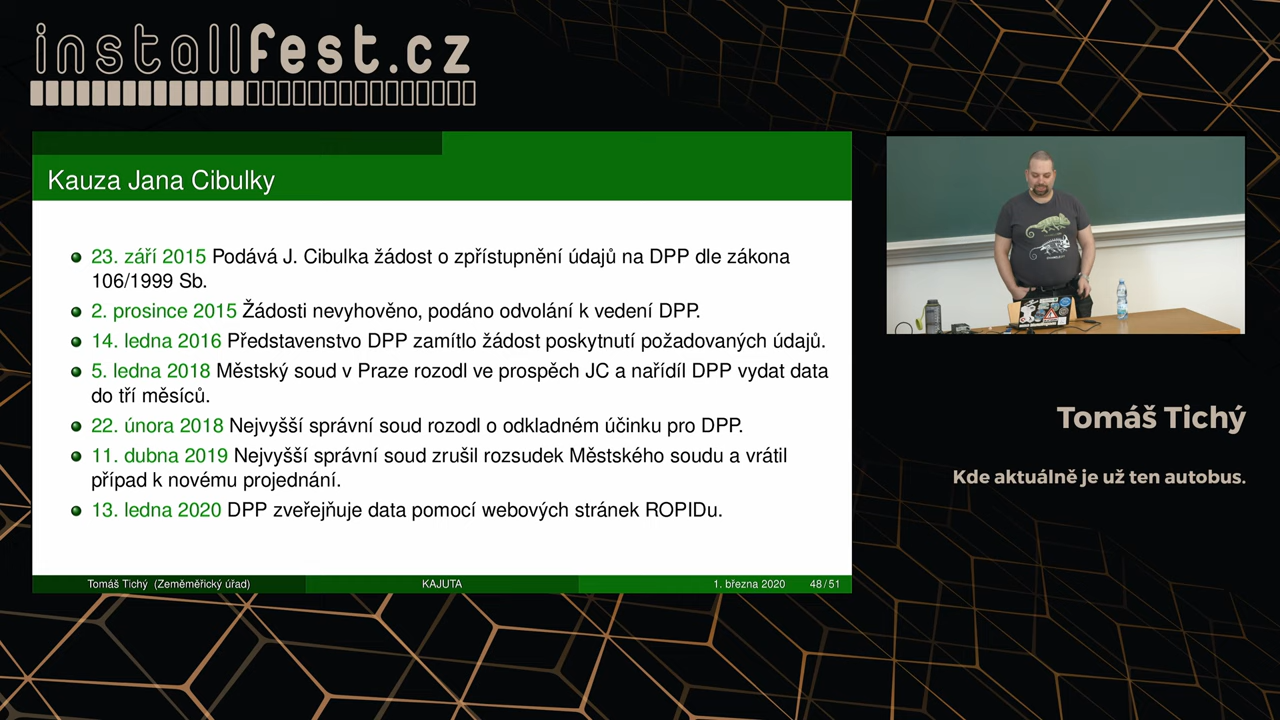 installfest.cz
Kauza Jana Cibulky
23. září 2015 Podává J. Cibulka žádost o zpřístupnění údajů na DPP dle zákona
106/1999 Sb.
2. prosince 2015 Žádosti nevyhověno, podáno odvolání k vedení DPP.
14. ledna 2016 Představenstvo DPP zamítlo žádost poskytnutí požadovaných údajů.
5. ledna 2018 Městský soud v Praze rozodl ve prospěch JC a nařídíl DPP vydat data
do tří měsíců.
22. února 2018 Nejvyšší správní soud rozodl o odkladném účinku pro DPP.
11. dubna 2019 Nejvyšší správní soud zrušil rozsudek Městského soudu a vrátil
případ k novému projednání.
13. ledna 2020 DPP zveřejňuje data pomocí webových stránek ROPIDu.
Tomáš Tichý (Zeměměřický úřad) KAJUTA 1. března 2020 48/51
Tomáš Tichý
Kde aktuálně je už ten autobus.